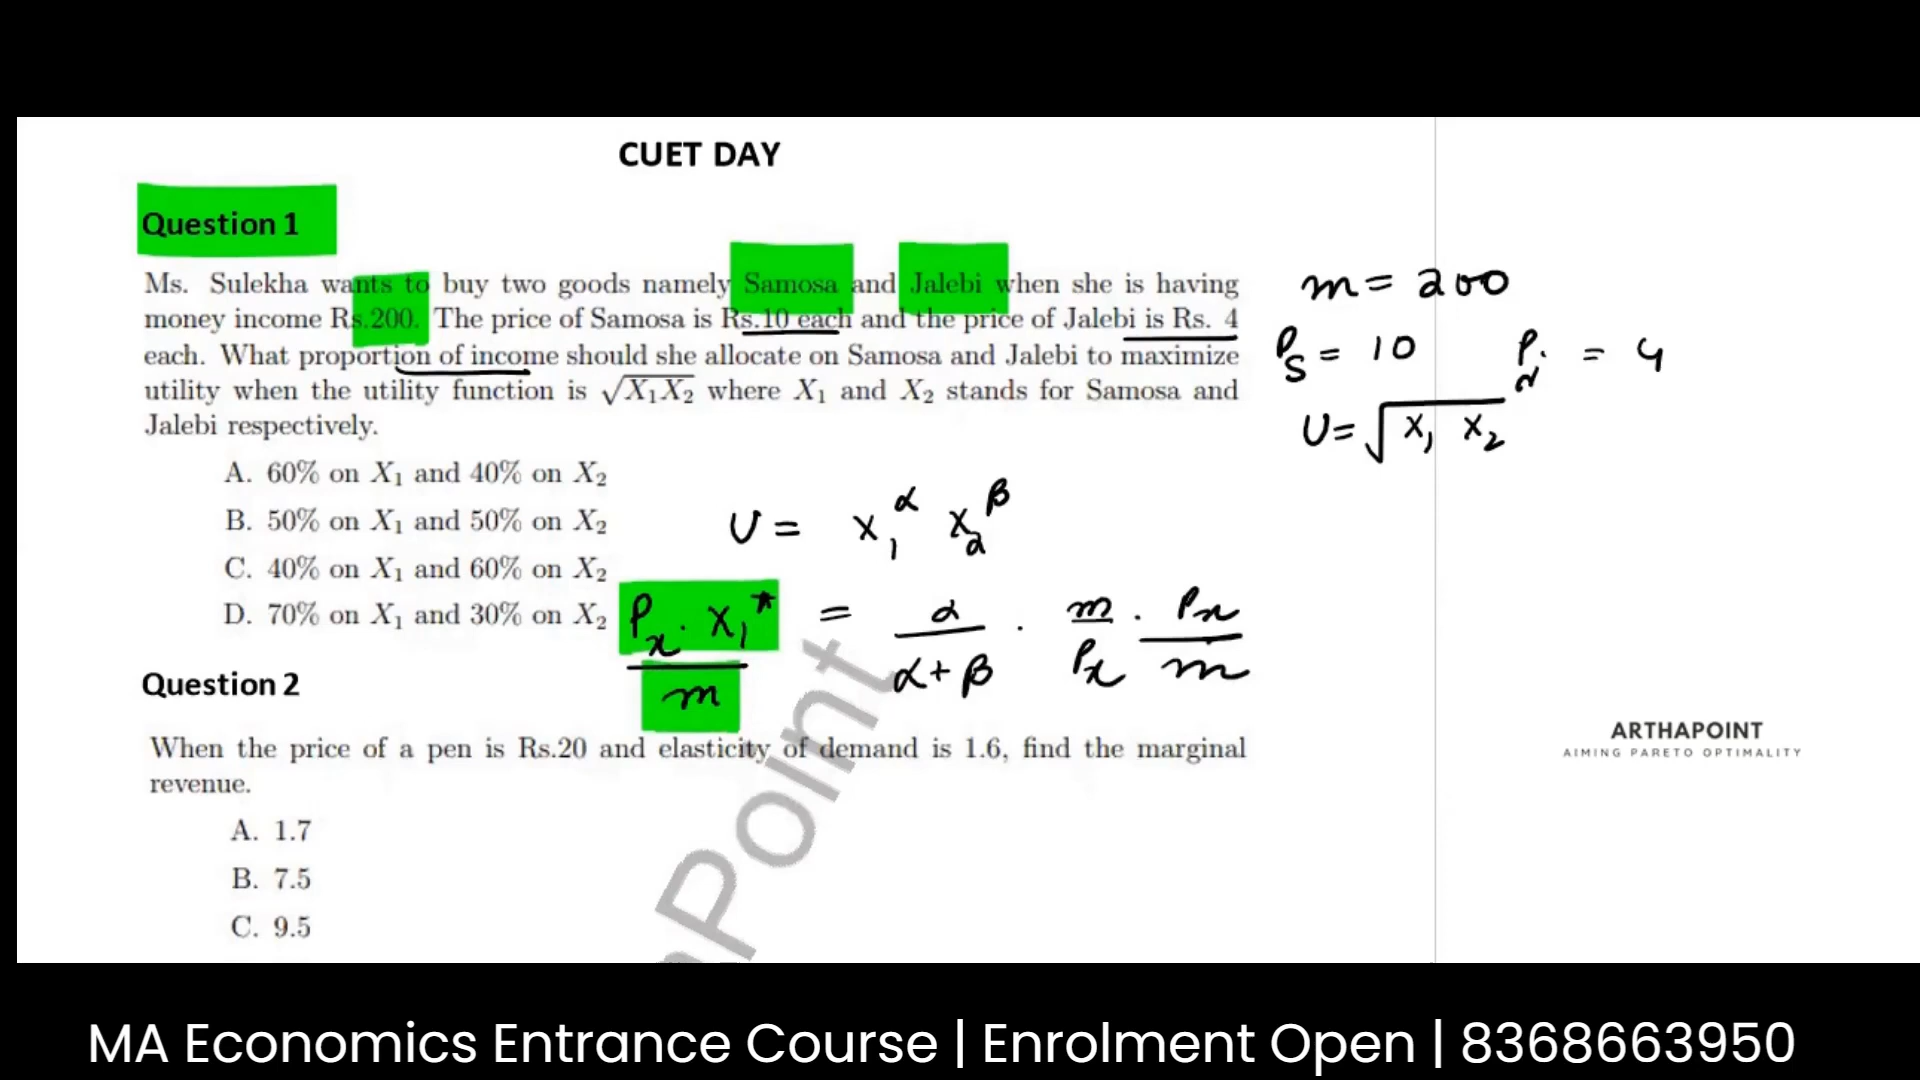 CUET DAY
Question 1
Ms. Sulekha wants to buy two goods namely Samosa and Jalebi when she is having
money income Rs.200. The price of Samosa is Rs.10 each and the price of Jalebi is Rs. 4
each. What proportion of income should she allocate on Samosa and Jalebi to maximize
utility when the utility function is √X₁X₂ where X₁ and X₂ stands for Samosa and
Jalebi respectively.
A. 60% on X₁ and 40% on X₂
B. 50% on X₁ and 50% on X₂
C. 40% on X₁ and 60% on X₂
D. 70% on X₁ and 30% on X₂
m = 200
P_S = 10 P_j = 4
U = √X₁ X₂
U = x₁^α x₂^β
P_x · X₁* / m = α / (α+β) · m / P_x · P_x / m
Question 2
When the price of a pen is Rs.20 and elasticity of demand is 1.6, find the marginal
revenue.
A. 1.7
B. 7.5
C. 9.5
Point
ARTHAPOINT
AIMING PARETO OPTIMALITY
MA Economics Entrance Course | Enrolment Open | 8368663950